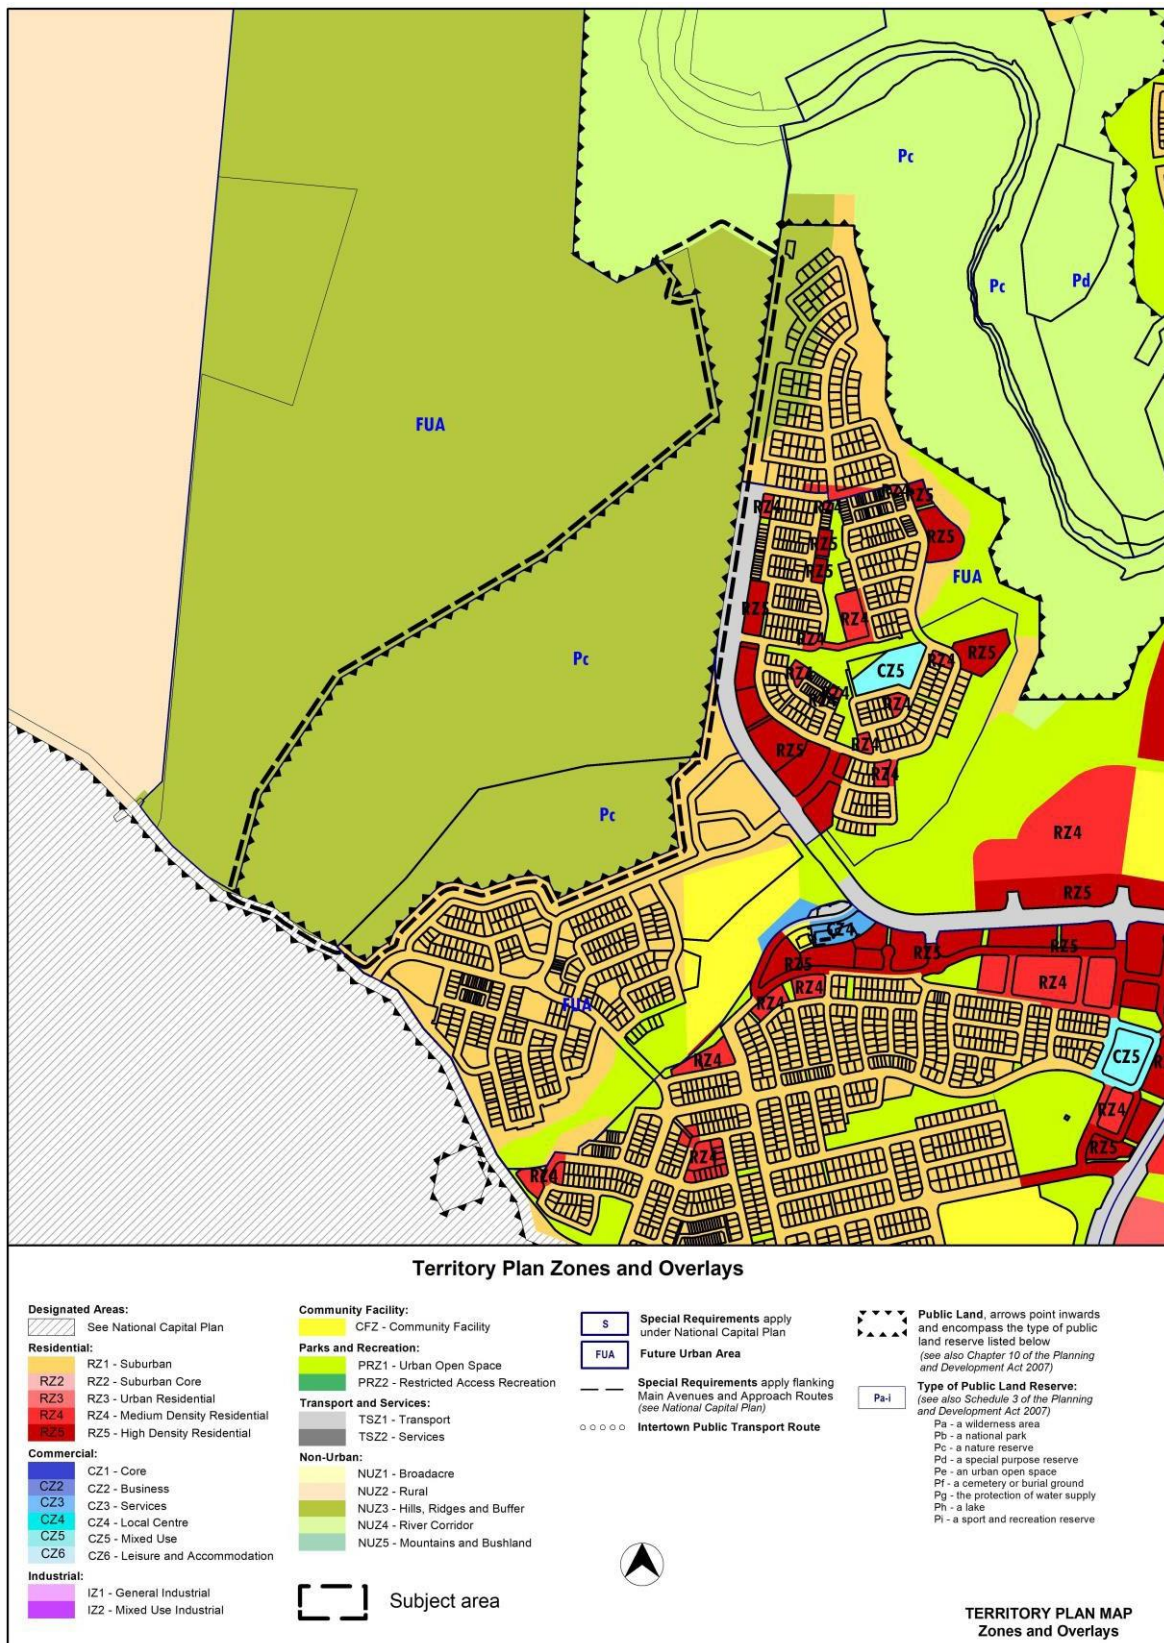 Pc
Pc
Pd
FUA
RZ4
RZ5
RZ4
RZ4
RZ5
RZ5
FUA
RZ5
RZ5
RZ4
RZ4
Pc
CZ5
RZ4
RZ5
RZ4
RZ4
RZ5
RZ4
RZ4
Pc
RZ4
RZ5
CZ4
RZ5
RZ5
RZ5
RZ4
RZ4
RZ4
FUA
RZ4
CZ5
RZ4
RZ5
RZ4
RZ4
Territory Plan Zones and Overlays
Designated Areas:
See National Capital Plan
Residential:
RZ1 - Suburban
RZ2 RZ2 - Suburban Core
RZ3 RZ3 - Urban Residential
RZ4 RZ4 - Medium Density Residential
RZ5 RZ5 - High Density Residential
Commercial:
CZ1 - Core
CZ2 CZ2 - Business
CZ3 CZ3 - Services
CZ4 CZ4 - Local Centre
CZ5 CZ5 - Mixed Use
CZ6 CZ6 - Leisure and Accommodation
Industrial:
IZ1 - General Industrial
IZ2 - Mixed Use Industrial
Community Facility:
CFZ - Community Facility
Parks and Recreation:
PRZ1 - Urban Open Space
PRZ2 - Restricted Access Recreation
Transport and Services:
TSZ1 - Transport
TSZ2 - Services
Non-Urban:
NUZ1 - Broadacre
NUZ2 - Rural
NUZ3 - Hills, Ridges and Buffer
NUZ4 - River Corridor
NUZ5 - Mountains and Bushland
Subject area
S Special Requirements apply
under National Capital Plan
FUA Future Urban Area
Special Requirements apply flanking
Main Avenues and Approach Routes
(see National Capital Plan)
Intertown Public Transport Route
Public Land, arrows point inwards
and encompass the type of public
land reserve listed below
(see also Chapter 10 of the Planning
and Development Act 2007)
Pa-i Type of Public Land Reserve:
(see also Schedule 3 of the Planning
and Development Act 2007)
Pa - a wilderness area
Pb - a national park
Pc - a nature reserve
Pd - a special purpose reserve
Pe - an urban open space
Pf - a cemetery or burial ground
Pg - the protection of water supply
Ph - a lake
Pi - a sport and recreation reserve
TERRITORY PLAN MAP
Zones and Overlays